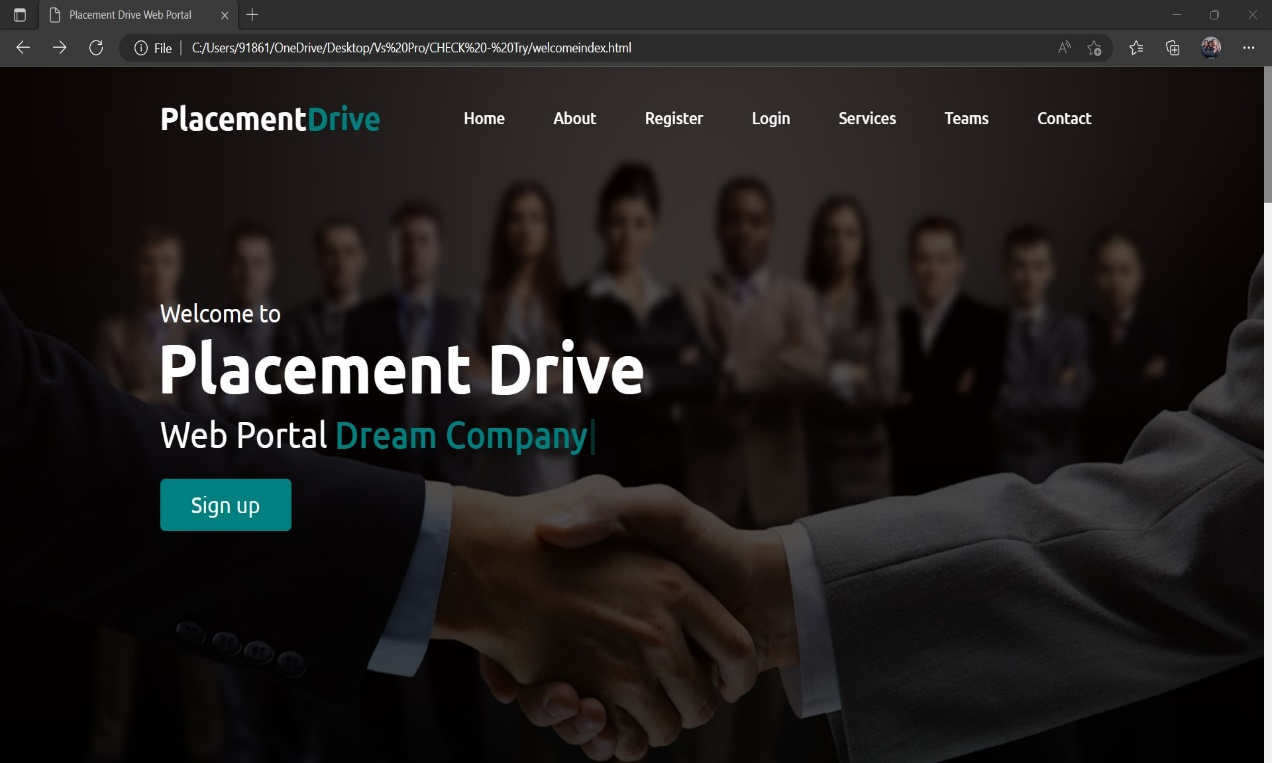 Placement Drive Web Portal
File | C:/Users/91861/OneDrive/Desktop/Vs%20Pro/CHECK%20-%20Try/welcomeindex.html
PlacementDrive Home About Register Login Services Teams Contact
Welcome to
Placement Drive
Web Portal Dream Company|
Sign up